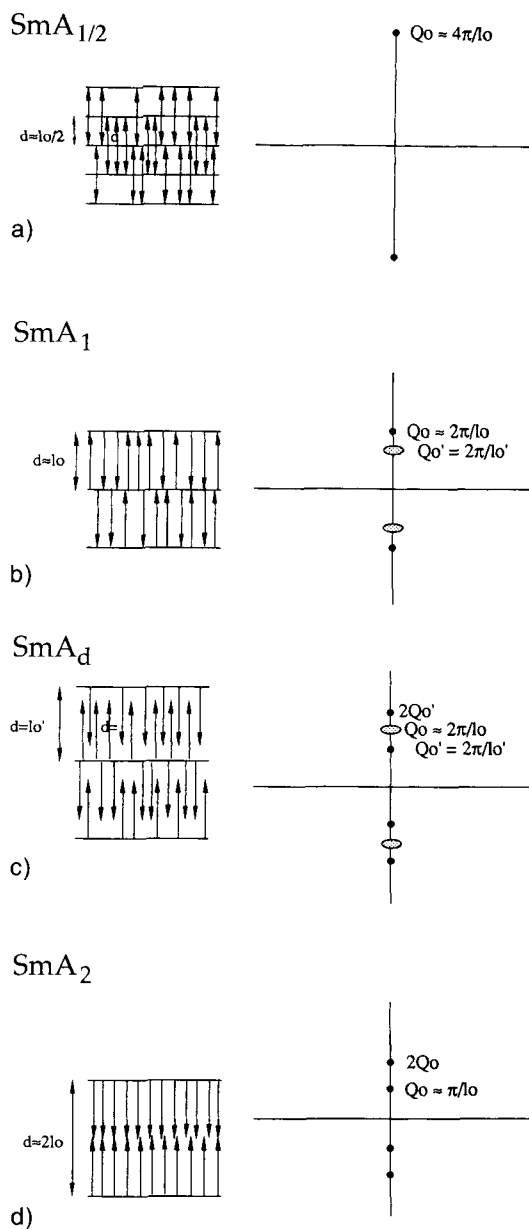 SmA1/2
Qo ≈ 4π/lo
d≈lo/2
d
a)
SmA1
Qo ≈ 2π/lo
Qo' = 2π/lo'
d≈lo
b)
SmAd
2Qo'
d=lo'
d=
Qo ≈ 2π/lo
Qo' = 2π/lo'
c)
SmA2
2Qo
Qo ≈ π/lo
d≈2lo
d)